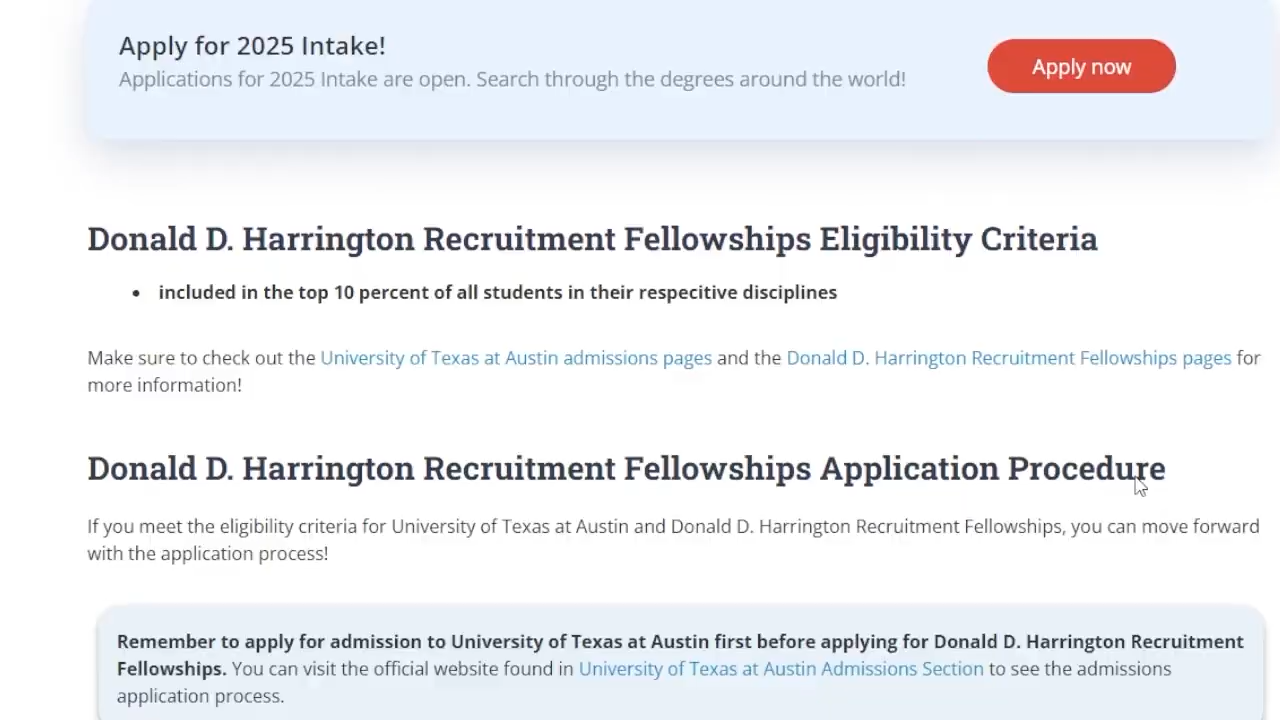 Apply for 2025 Intake!
Applications for 2025 Intake are open. Search through the degrees around the world!
Apply now
Donald D. Harrington Recruitment Fellowships Eligibility Criteria
• included in the top 10 percent of all students in their respecitive disciplines
Make sure to check out the University of Texas at Austin admissions pages and the Donald D. Harrington Recruitment Fellowships pages for
more information!
Donald D. Harrington Recruitment Fellowships Application Procedure
If you meet the eligibility criteria for University of Texas at Austin and Donald D. Harrington Recruitment Fellowships, you can move forward
with the application process!
Remember to apply for admission to University of Texas at Austin first before applying for Donald D. Harrington Recruitment
Fellowships. You can visit the official website found in University of Texas at Austin Admissions Section to see the admissions
application process.